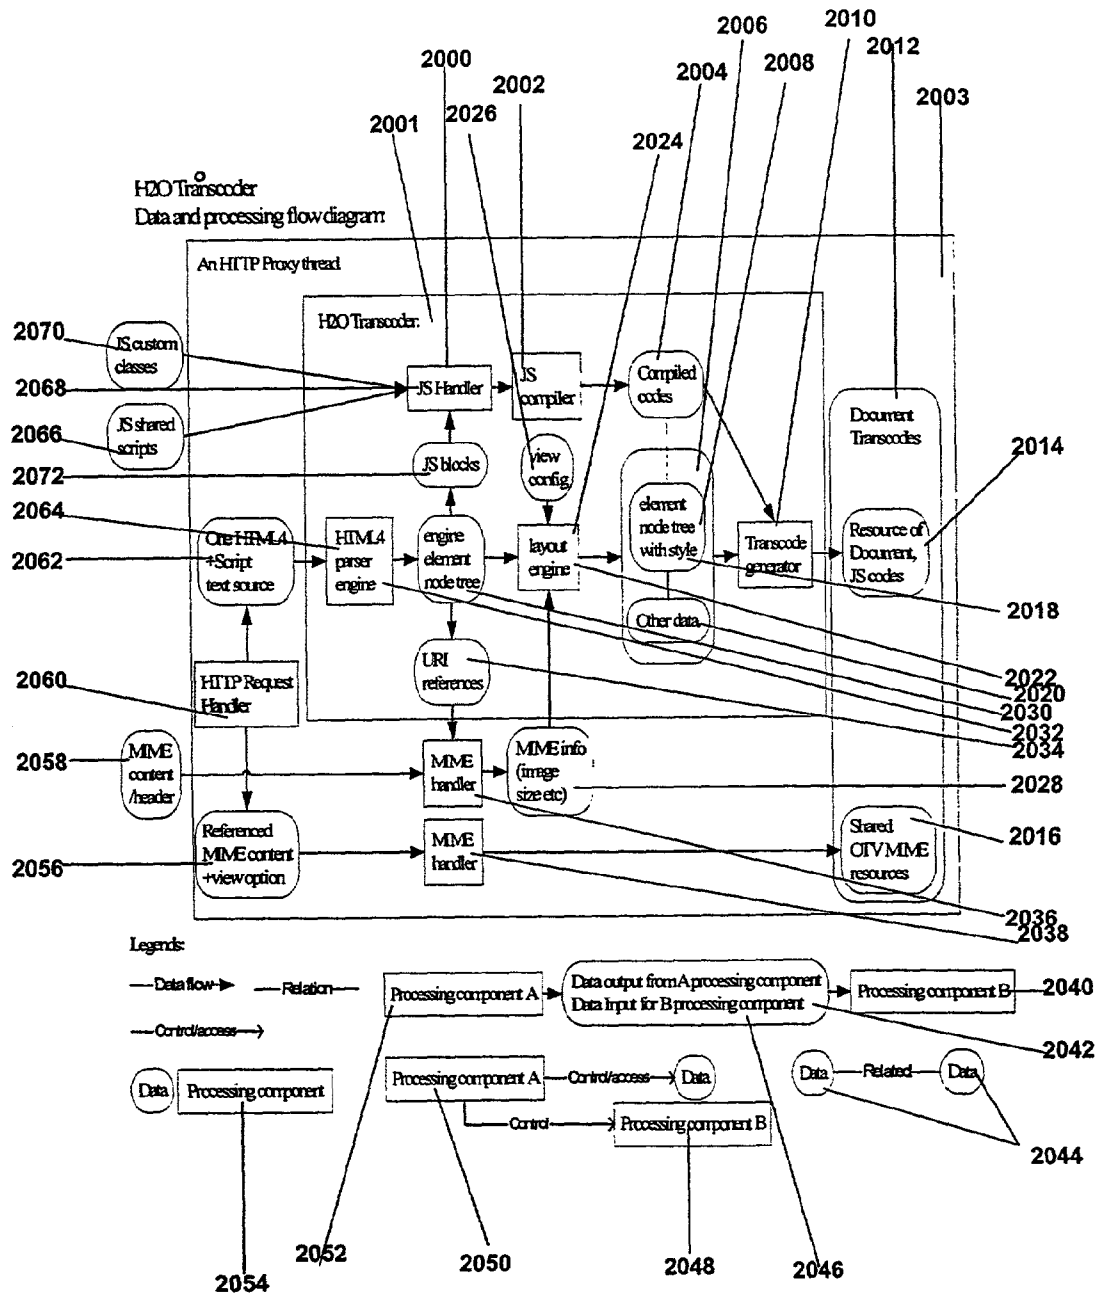 2006
2010
2012
2000
2002
2004
2008
2003
2026
2001
2024
H2O Transcoder
Data and processing flow diagram:
An HTTP Proxy thread
H2O Transcoder:
2070
JS custom
classes
2068
JS Handler
JS
compiler
Compiled
codes
Document
Transcodes
2066
JS shared
scripts
2014
2072
JS blocks
view
config
2064
2062
One HTML4
+Script
text source
HTML4
parser
engine
engine
element
node tree
layout
engine
element
node tree
with style
Transcode
generator
Resource of
Document,
JS codes
2018
Other data
2060
HTTP Request
Handler
URI
references
2022
2020
2030
2032
2034
2058
MIME
content
/header
MIME
handler
MIME info
(image
size etc)
2028
2056
Referenced
MIME content
+view option
MIME
handler
Shared
OTV MIME
resources
2016
2036
2038
Legends:
Data flow
Relation
Control/access
Processing component A
Data output from A processing component
Data Input for B processing component
Processing component B
2040
2042
Data
Processing component
Processing component A
Control/access
Data
Control
Processing component B
Data
Related
Data
2044
2052
2050
2048
2046
2054